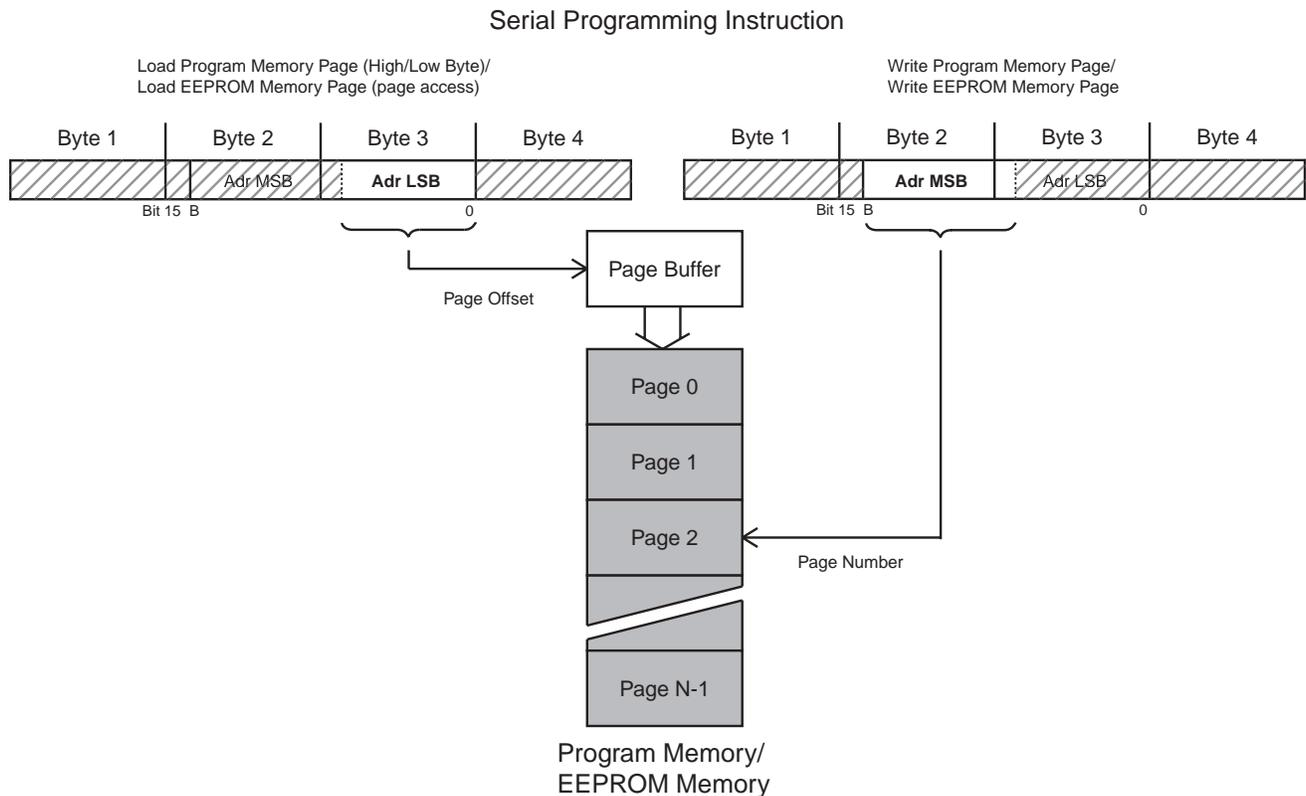 Serial Programming Instruction
Load Program Memory Page (High/Low Byte)/
Load EEPROM Memory Page (page access)
Write Program Memory Page/
Write EEPROM Memory Page
Byte 1 Byte 2 Byte 3 Byte 4
Byte 1 Byte 2 Byte 3 Byte 4
Adr MSB Adr LSB
Adr MSB Adr LSB
Bit 15 B 0
Bit 15 B 0
Page Buffer
Page Offset
Page 0
Page 1
Page 2
Page Number
Page N-1
Program Memory/
EEPROM Memory